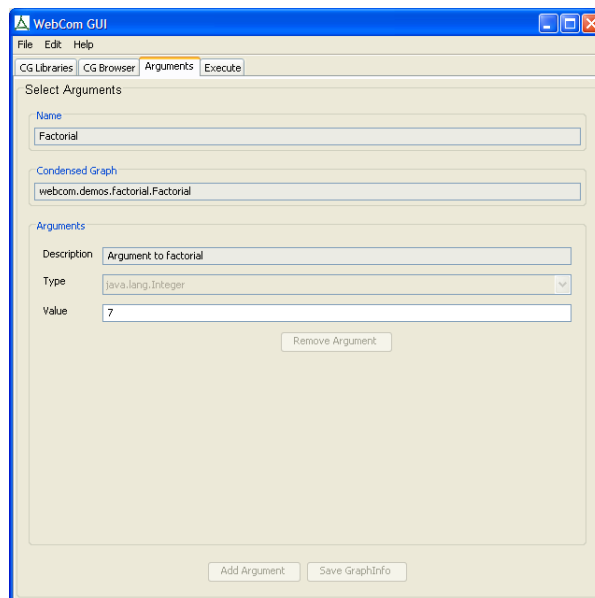 WebCom GUI
File Edit Help
CG Libraries CG Browser Arguments Execute
Select Arguments
Name
Factorial
Condensed Graph
webcom.demos.factorial.Factorial
Arguments
Description Argument to factorial
Type java.lang.Integer
Value 7
Remove Argument
Add Argument Save GraphInfo